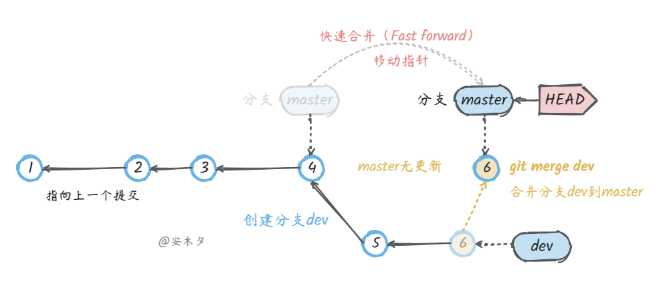 快速合并（Fast forward）
移动指针
分支 master
分支 master HEAD
1 2 3 4 master无更新 6 git merge dev
指向上一个提交
合并分支dev到master
创建分支dev
@安木夕
5 6 dev